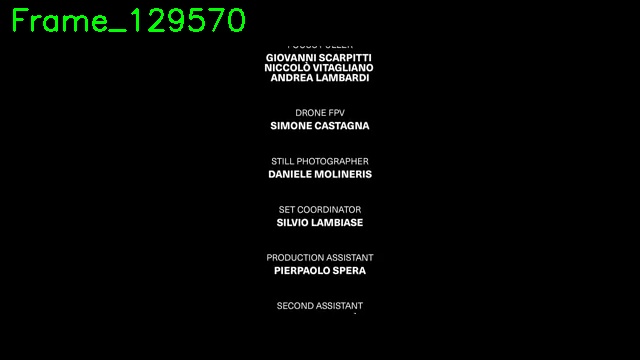 Frame_129570
GIOVANNI SCARPITTI
NICCOLÒ VITAGLIANO
ANDREA LAMBARDI
DRONE FPV
SIMONE CASTAGNA
STILL PHOTOGRAPHER
DANIELE MOLINERIS
SET COORDINATOR
SILVIO LAMBIASE
PRODUCTION ASSISTANT
PIERPAOLO SPERA
SECOND ASSISTANT